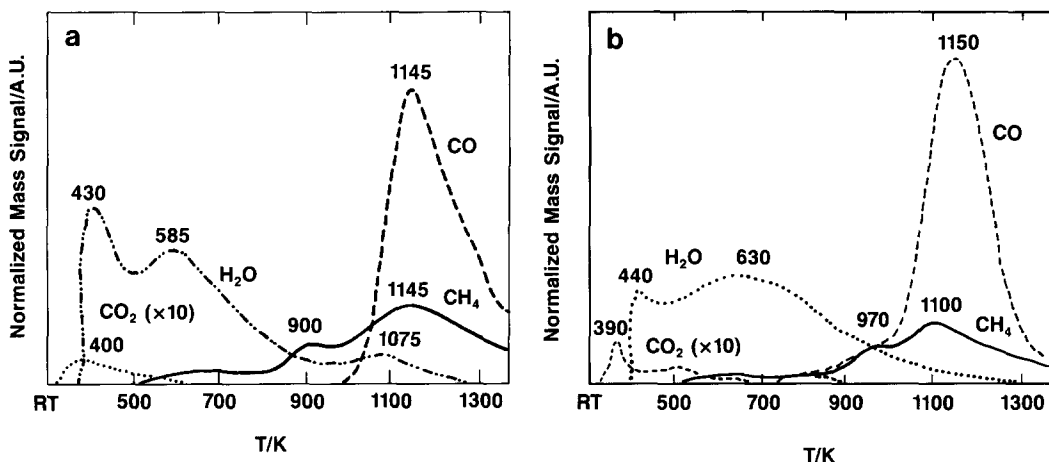 a
Normalized Mass Signal/A.U.
430
585
H₂O
CO₂ (×10)
400
900
1145
CO
1145
CH₄
1075
RT 500 700 900 1100 1300
T/K
b
Normalized Mass Signal/A.U.
1150
CO
H₂O
440
630
390
CO₂ (×10)
970
1100
CH₄
RT 500 700 900 1100 1300
T/K